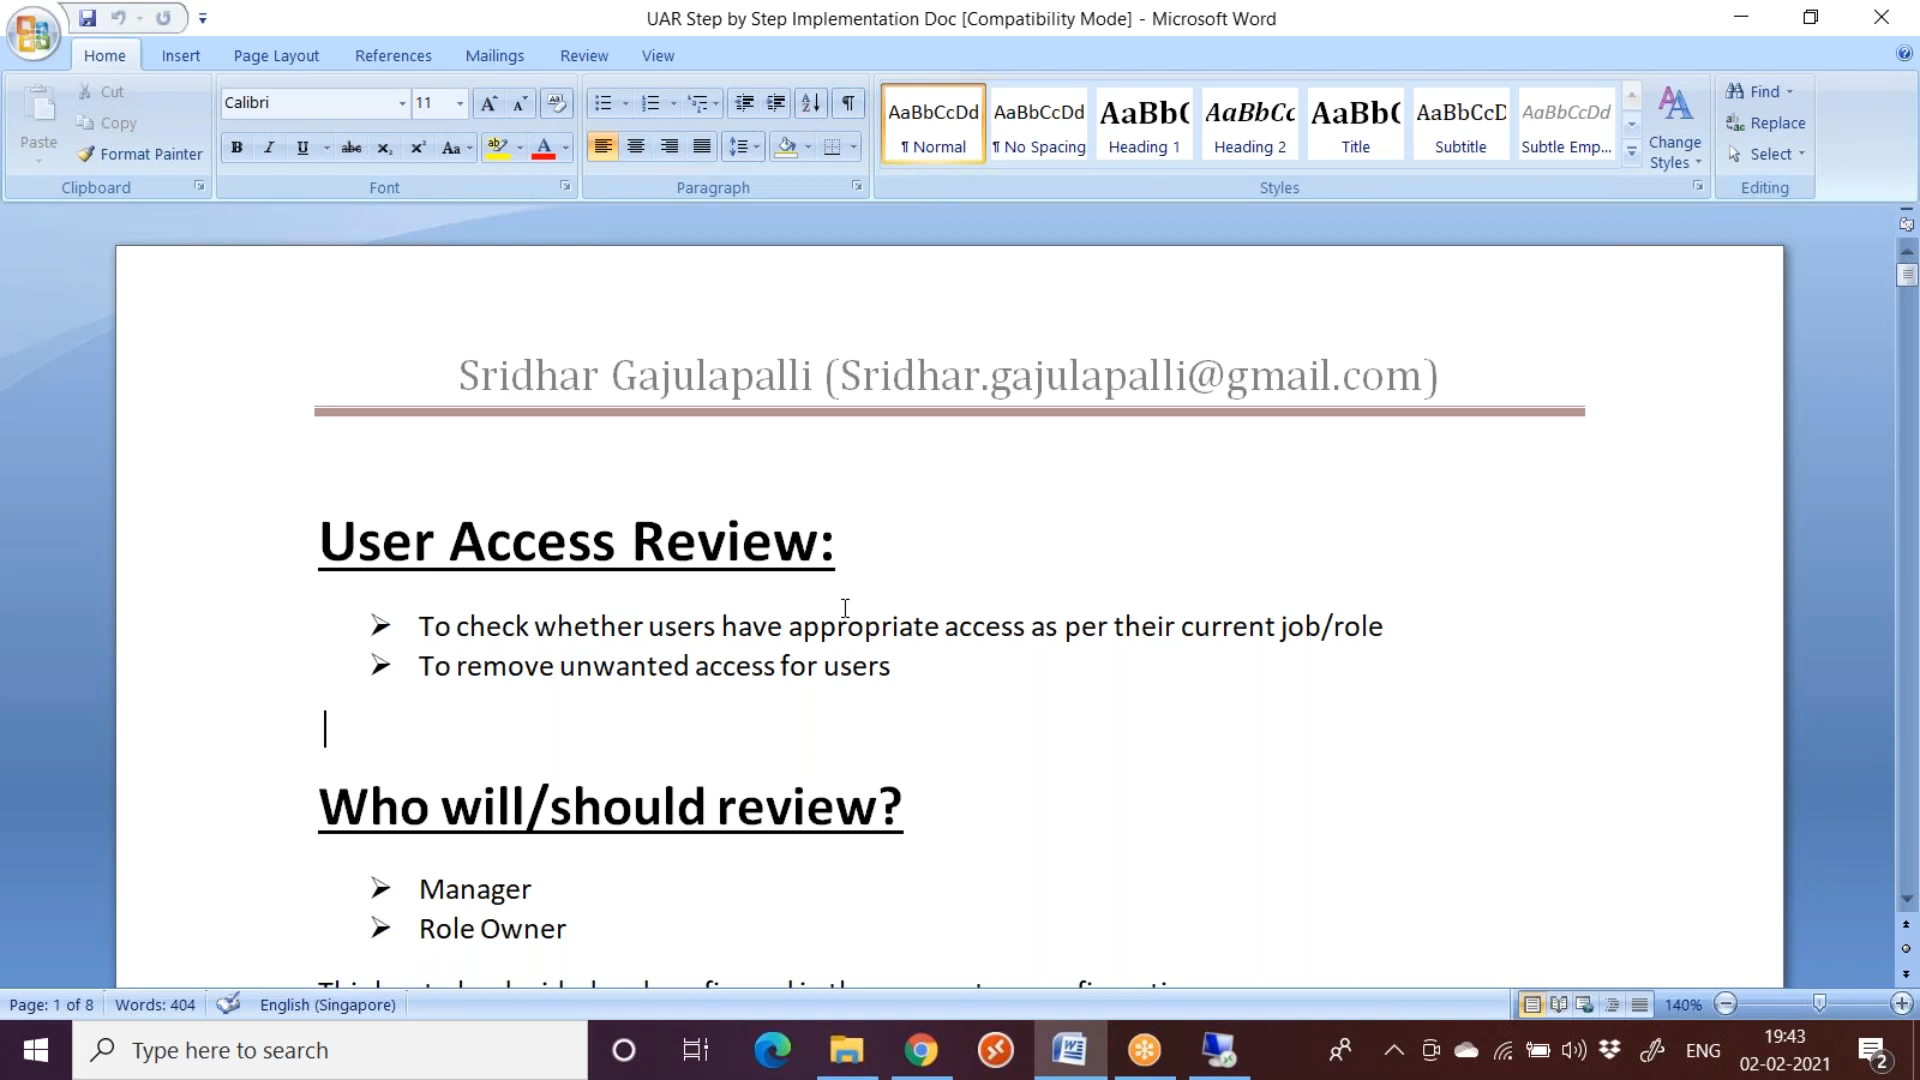 UAR Step by Step Implementation Doc [Compatibility Mode] - Microsoft Word
Home Insert Page Layout References Mailings Review View
Paste
Cut
Copy
Format Painter
Clipboard
Calibri 11
Font
Paragraph
AaBbCcDd AaBbCcDd AaBb( AaBbCc AaBb( AaBbCcD AaBbCcDd
¶ Normal ¶ No Spacing Heading 1 Heading 2 Title Subtitle Subtle Emp...
Change Styles
Styles
Find
Replace
Select
Editing
Sridhar Gajulapalli (Sridhar.gajulapalli@gmail.com)
User Access Review:
➢ To check whether users have appropriate access as per their current job/role
➢ To remove unwanted access for users
Who will/should review?
➢ Manager
➢ Role Owner
Page: 1 of 8 Words: 404 English (Singapore) 140%
Type here to search
ENG
19:43
02-02-2021
2